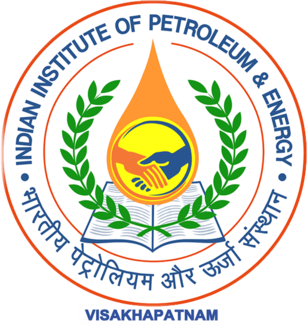 • INDIAN INSTITUTE OF PETROLEUM & ENERGY •
भारतीय पेट्रोलियम और ऊर्जा संस्थान
VISAKHAPATNAM